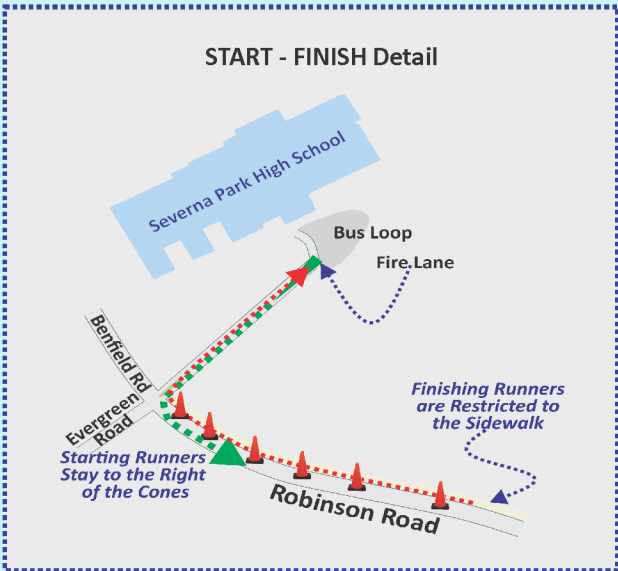 START - FINISH Detail
Severna Park High School
Bus Loop
Fire Lane
Benfield Rd
Evergreen
Road
Finishing Runners
are Restricted to
the Sidewalk
Starting Runners
Stay to the Right
of the Cones
Robinson Road